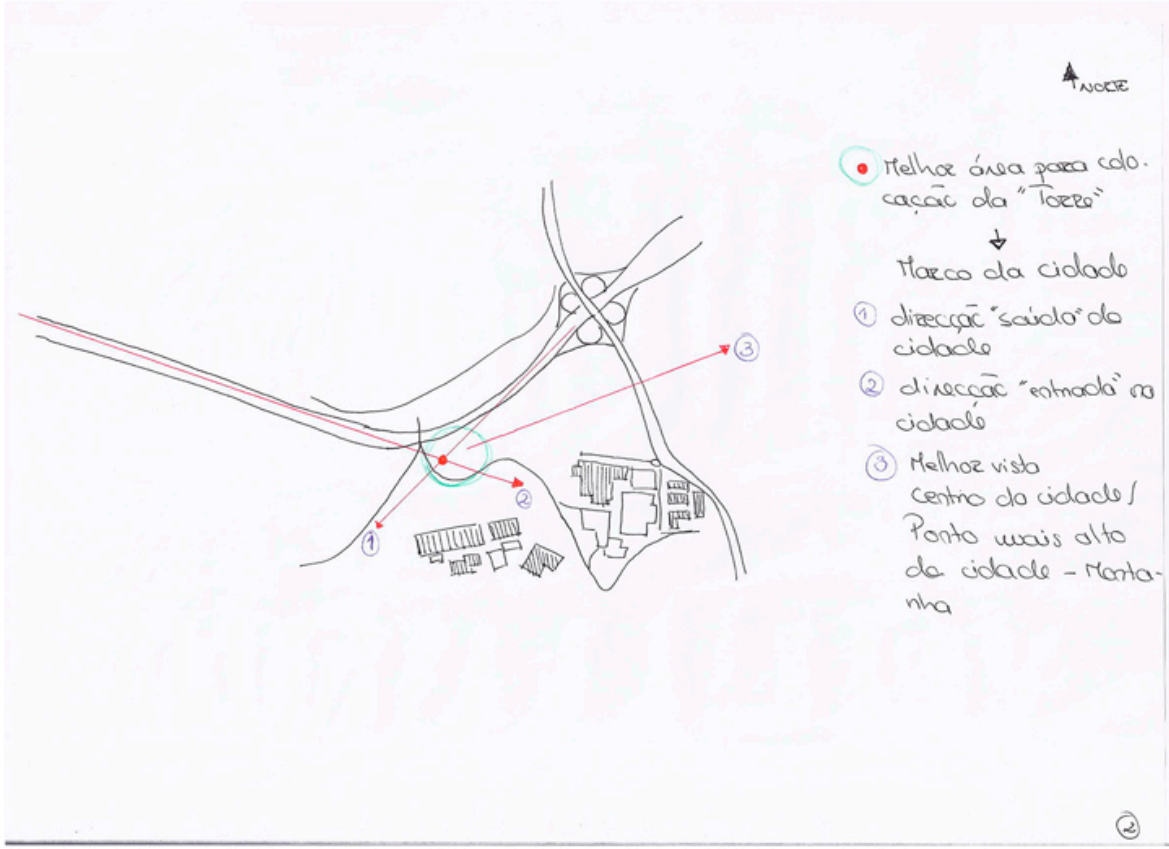 NORTE
Melhor área para colo-
cação da "Torre"
Marco da cidade
① direcção "saída" da
cidade
② direcção "entrada" na
cidade
③ Melhor vista
centro da cidade/
Ponto mais alto
da cidade - Monta-
nha
③
②
①
②